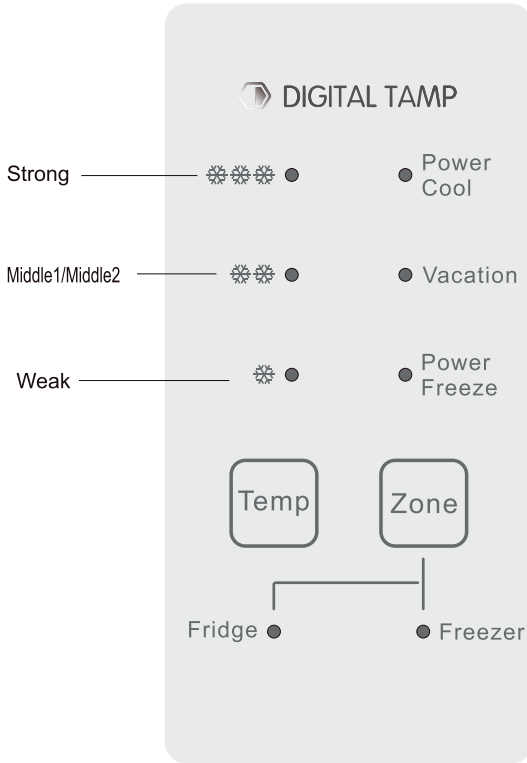 DIGITAL TAMP
Strong
Power
Cool
Middle1/Middle2
Vacation
Weak
Power
Freeze
Temp
Zone
Fridge
Freezer